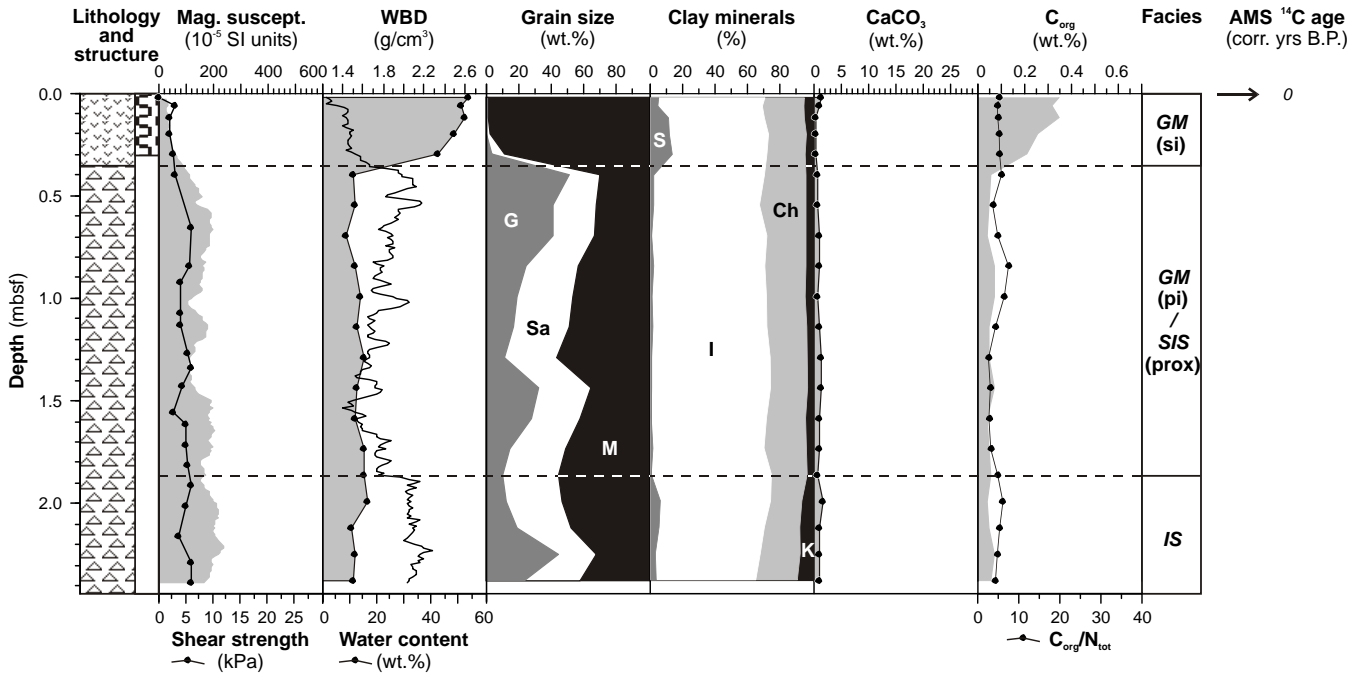 Lithology and structure
Mag. suscept. (10⁻⁵ SI units)
WBD (g/cm³)
Grain size (wt.%)
Clay minerals (%)
CaCO₃ (wt.%)
C_org (wt.%)
Facies
AMS ¹⁴C age (corr. yrs B.P.)
0 200 400 600
1.4 1.8 2.2 2.6
0 20 40 60 80
0 20 40 60 80
0 5 10 15 20 25
0 0.2 0.4 0.6
Depth (mbsf)
0.0
0.5
1.0
1.5
2.0
0
S
GM (si)
G
Ch
Sa
I
GM (pi) / SIS (prox)
M
K
IS
0 5 10 15 20 25
0 20 40 60
0 10 20 30 40
Shear strength (kPa)
Water content (wt.%)
C_org/N_tot